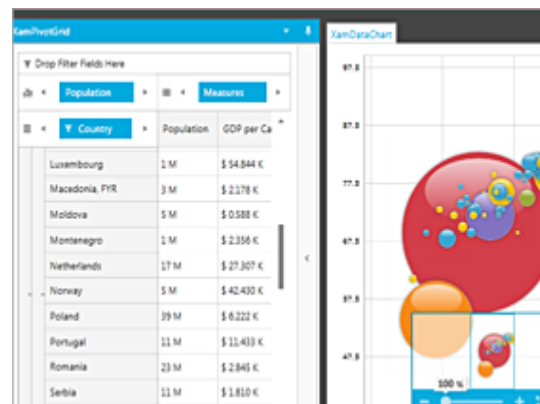 XamPivotGrid
Drop Filter Fields Here
Population Measures
Country Population GDP per Ca
Luxembourg 1 M $ 54.844 K
Macedonia, FYR 3 M $ 2.178 K
Moldova 5 M $ 0.588 K
Montenegro 1 M $ 2.356 K
Netherlands 17 M $ 27.307 K
Norway 5 M $ 42.430 K
Poland 39 M $ 6.222 K
Portugal 11 M $ 11.433 K
Romania 23 M $ 2.845 K
Serbia 11 M $ 1.810 K
XamDataChart
97.5
87.5
77.5
67.5
57.5
47.5
100 %